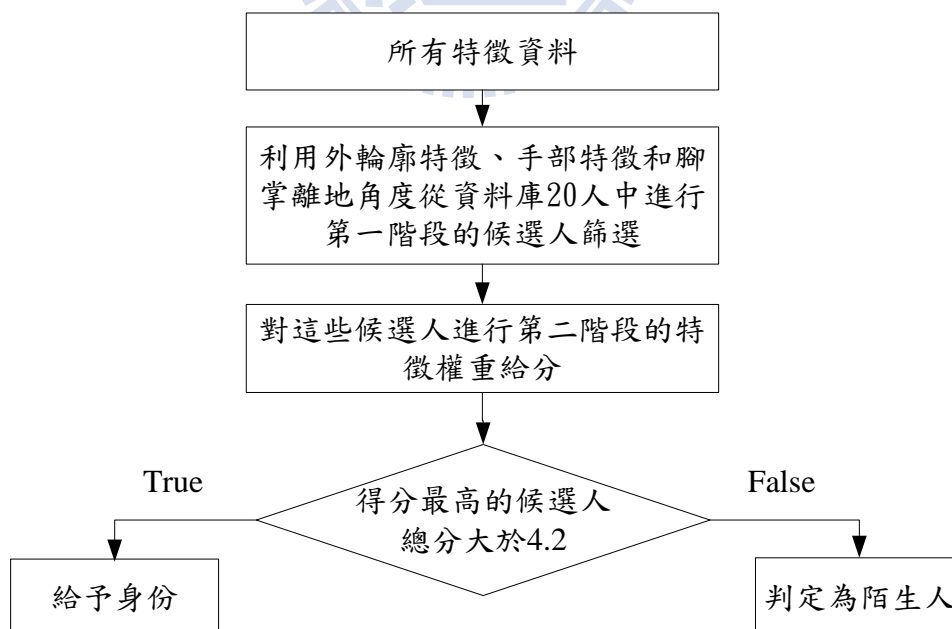 所有特徵資料
利用外輪廓特徵、手部特徵和腳
掌離地角度從資料庫20人中進行
第一階段的候選人篩選
對這些候選人進行第二階段的特
徵權重給分
True
得分最高的候選人
總分大於4.2
False
給予身份
判定為陌生人